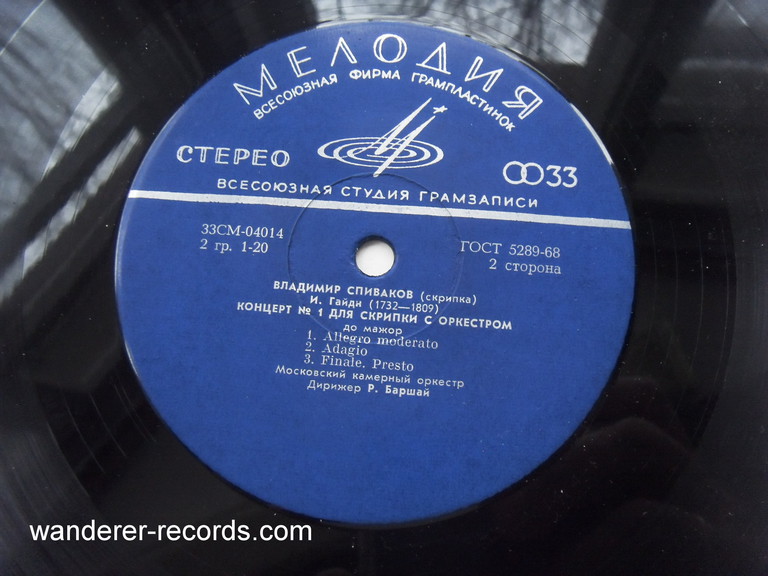 МЕЛОДИЯ
ВСЕСОЮЗНАЯ ФИРМА ГРАМПЛАСТИНОК
СТЕРЕО
33
ВСЕСОЮЗНАЯ СТУДИЯ ГРАМЗАПИСИ
33СМ-04014
ГОСТ 5289-68
2 гр. 1-20
2 сторона
ВЛАДИМИР СПИВАКОВ (скрипка)
И. Гайдн (1732—1809)
КОНЦЕРТ № 1 ДЛЯ СКРИПКИ С ОРКЕСТРОМ
до мажор
1. Allegro moderato
2. Adagio
3. Finale. Presto
Московский камерный оркестр
Дирижер Р. Баршай
wanderer-records.com